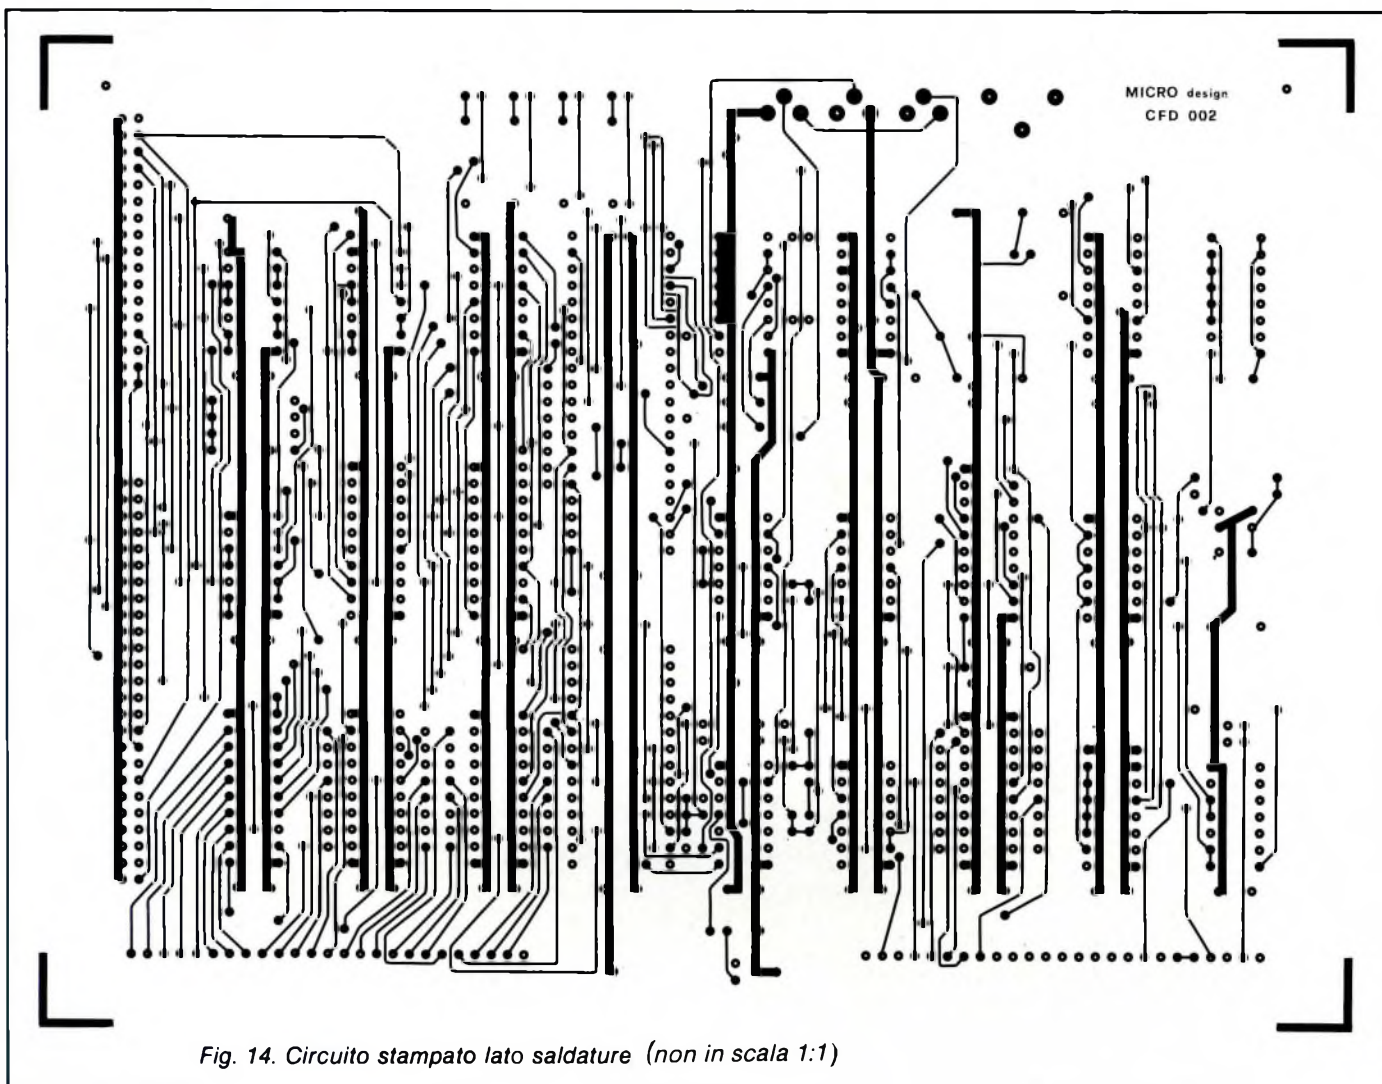 MICRO design
CFD 002
Fig. 14. Circuito stampato lato saldature (non in scala 1:1)